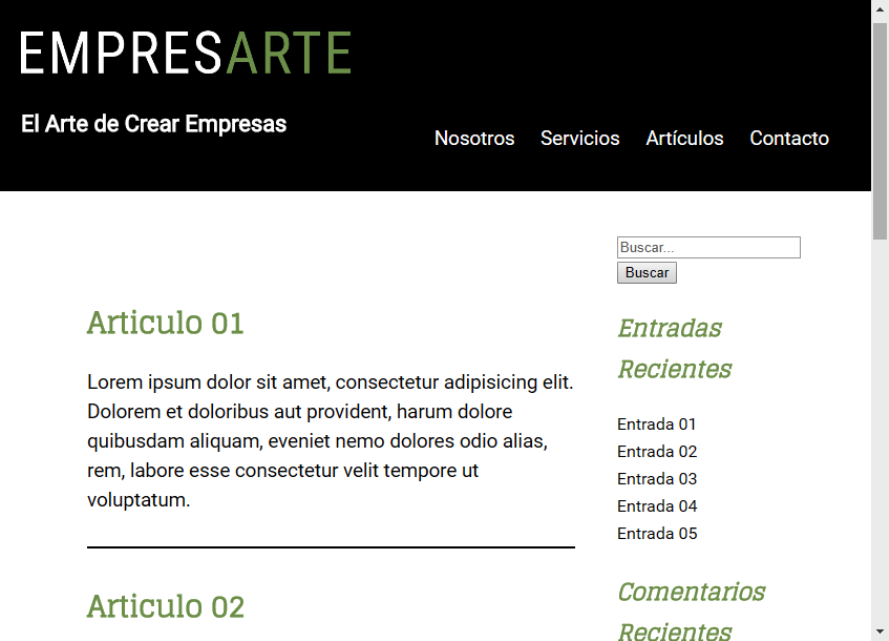 EMPRESARTE
El Arte de Crear Empresas
Nosotros Servicios Artículos Contacto
Articulo 01
Lorem ipsum dolor sit amet, consectetur adipisicing elit.
Dolorem et doloribus aut provident, harum dolore
quibusdam aliquam, eveniet nemo dolores odio alias,
rem, labore esse consectetur velit tempore ut
voluptatum.
Articulo 02
Buscar...
Buscar
Entradas
Recientes
Entrada 01
Entrada 02
Entrada 03
Entrada 04
Entrada 05
Comentarios
Recientes